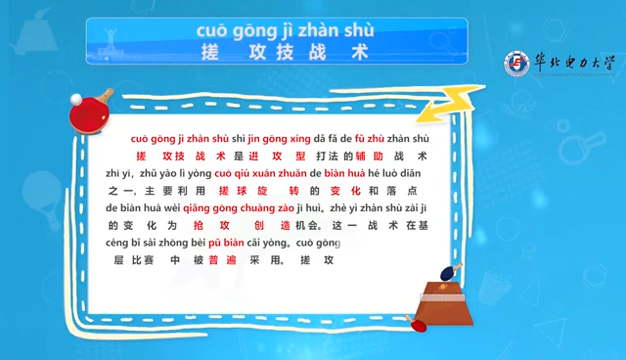 cuō gōng jì zhàn shù
搓 攻 技 战 术
华北电力大学
cuō gōng jì zhàn shù shì jìn gōng xíng dǎ fǎ de fǔ zhù zhàn shù
搓 攻 技 战 术 是 进 攻 型 打 法 的 辅 助 战 术
zhī yī, zhǔ yào lì yòng cuō qiú xuán zhuǎn de biàn huà hé luò diǎn
之 一, 主 要 利 用 搓 球 旋 转 的 变 化 和 落 点
de biàn huà wèi qiǎng gōng chuàng zào jī huì。zhè yī zhàn shù zài jī
的 变 化 为 抢 攻 创 造 机 会。 这 一 战 术 在 基
céng bǐ sài zhōng bèi pǔ biàn cǎi yòng。cuō gōng
层 比 赛 中 被 普 遍 采 用。 搓 攻